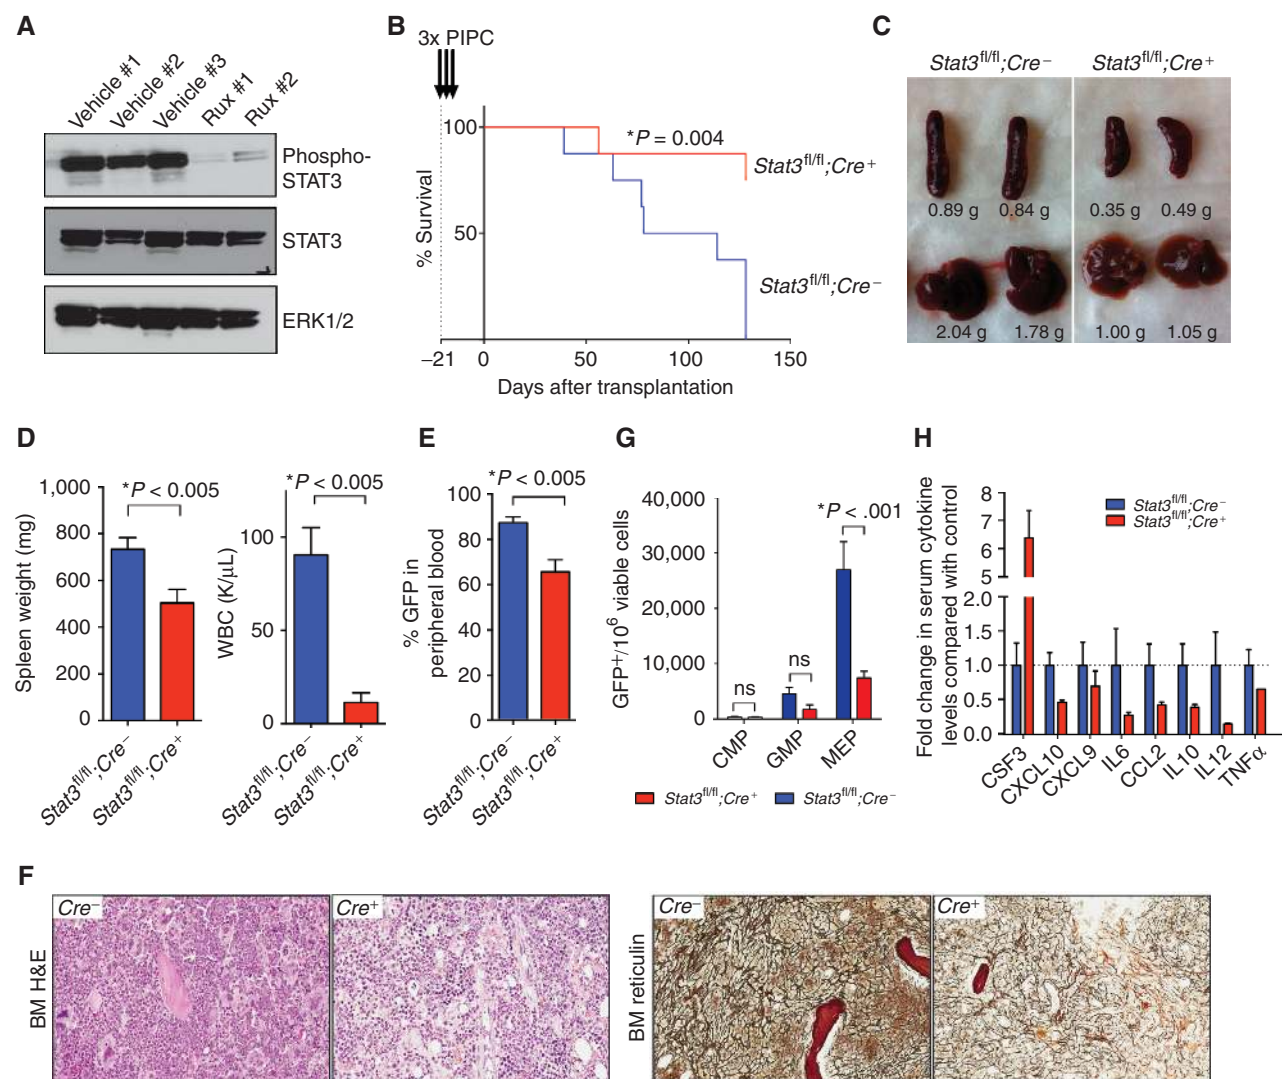 A
Vehicle #1
Vehicle #2
Vehicle #3
Rux #1
Rux #2
Phospho-
STAT3
STAT3
ERK1/2
B
3x PIPC
100
50
% Survival
*P = 0.004
Stat3fl/fl;Cre+
Stat3fl/fl;Cre−
−21 0 50 100 150
Days after transplantation
C
Stat3fl/fl;Cre− Stat3fl/fl;Cre+
0.89 g 0.84 g 0.35 g 0.49 g
2.04 g 1.78 g 1.00 g 1.05 g
D
Spleen weight (mg)
1,000
800
600
400
200
0
*P < 0.005
Stat3fl/fl;Cre−
Stat3fl/fl;Cre+
WBC (K/μL)
100
50
0
*P < 0.005
Stat3fl/fl;Cre−
Stat3fl/fl;Cre+
E
% GFP in
peripheral blood
100
80
60
40
20
0
*P < 0.005
Stat3fl/fl;Cre−
Stat3fl/fl;Cre+
G
GFP+/10⁶ viable cells
40,000
30,000
20,000
10,000
0
ns
ns
*P < .001
CMP
GMP
MEP
Stat3fl/fl;Cre+ Stat3fl/fl;Cre−
H
Fold change in serum cytokine
levels compared with control
8
7
6
5
2.0
1.5
1.0
0.5
0.0
Stat3fl/fl;Cre−
Stat3fl/fl;Cre+
CSF3
CXCL10
CXCL9
IL6
CCL2
IL10
IL12
TNFα
F
BM H&E
Cre−
Cre+
BM reticulin
Cre−
Cre+